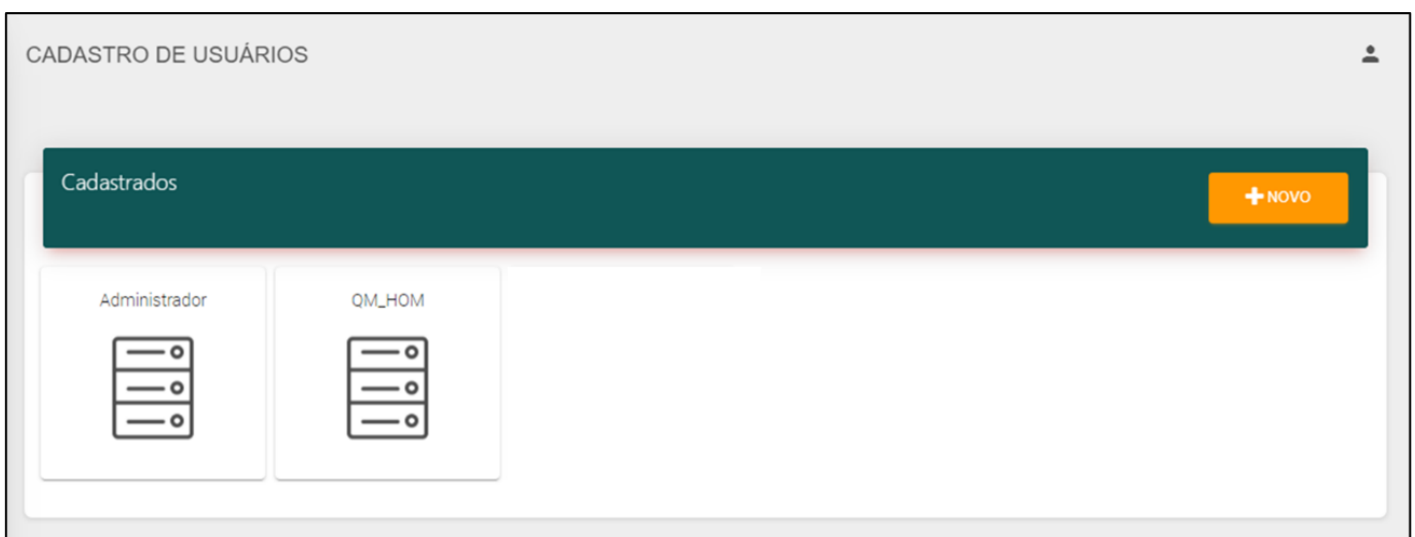 CADASTRO DE USUÁRIOS
Cadastrados
NOVO
Administrador
QM_HOM